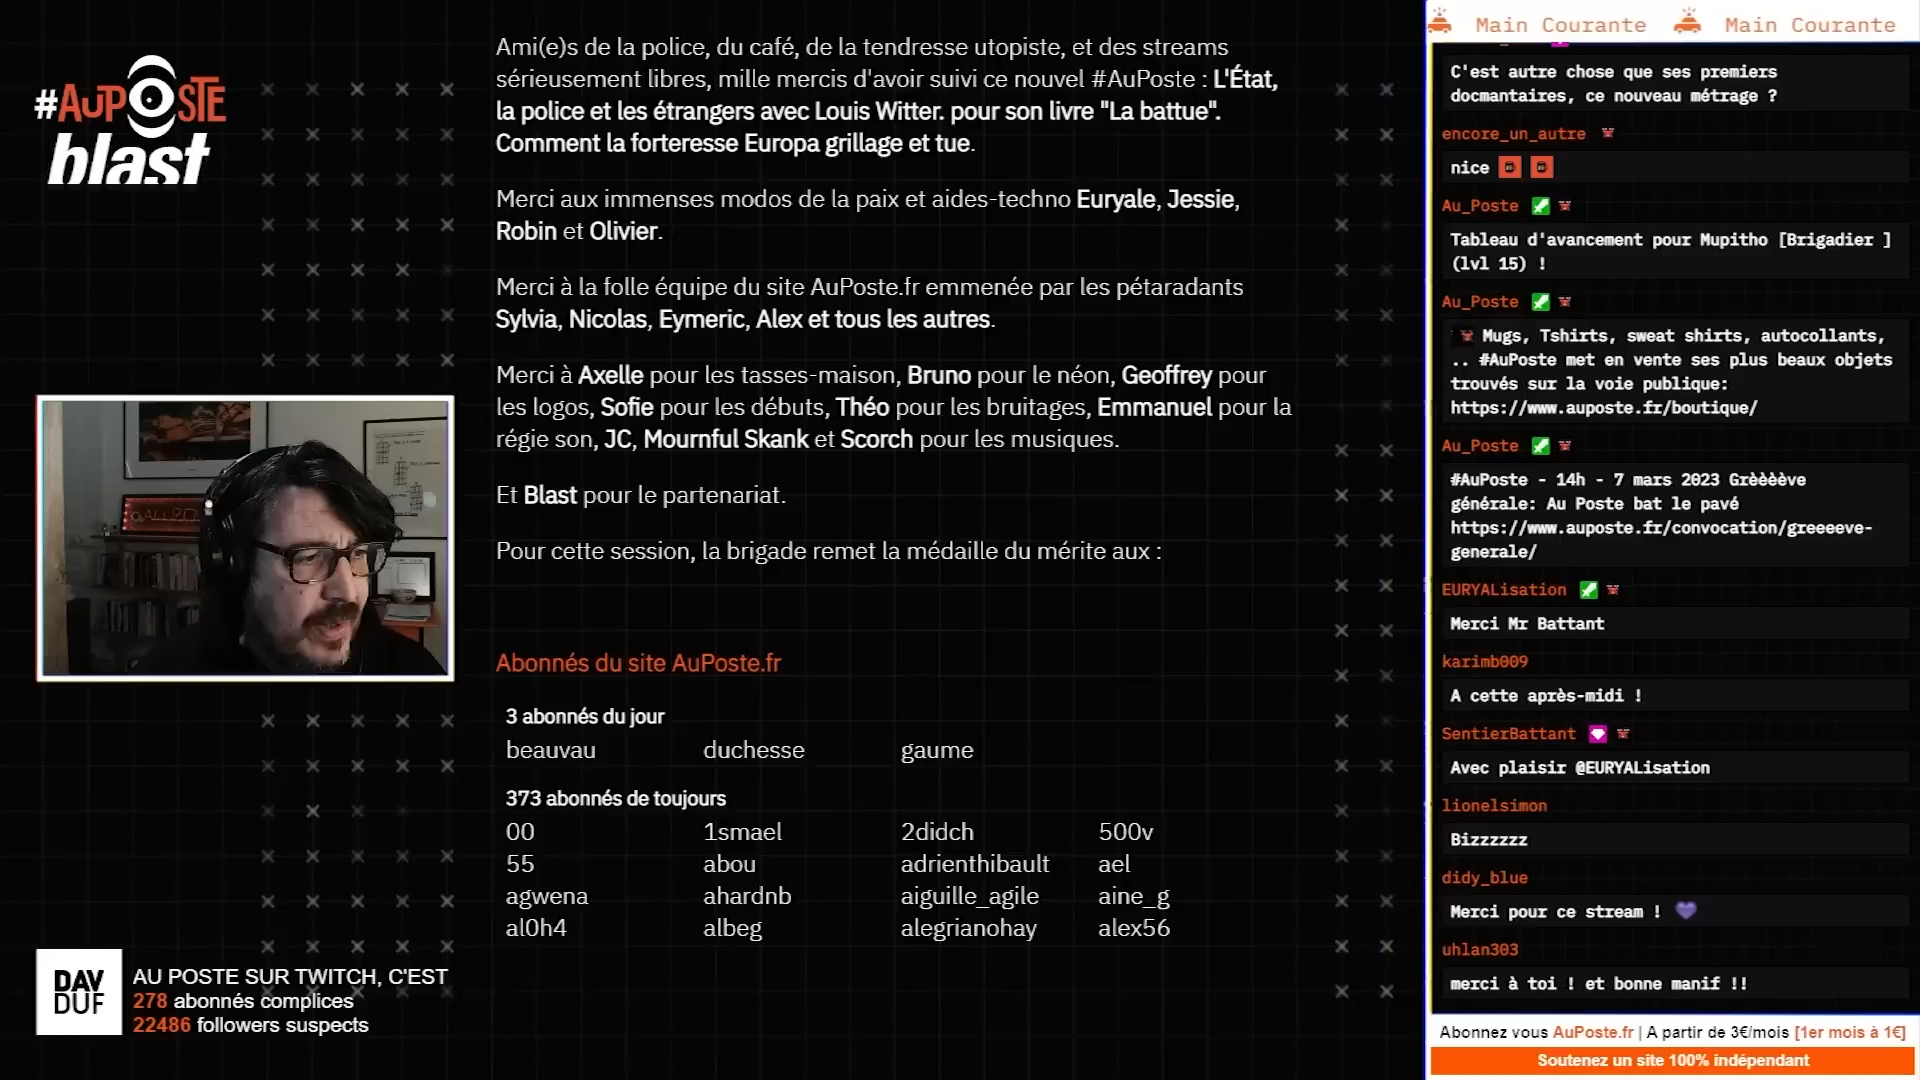 #AuPOSTE
blast
Ami(e)s de la police, du café, de la tendresse utopiste, et des streams
sérieusement libres, mille mercis d'avoir suivi ce nouvel #AuPoste : L'État,
la police et les étrangers avec Louis Witter. pour son livre "La battue".
Comment la forteresse Europa grillage et tue.
Merci aux immenses modos de la paix et aides-techno Euryale, Jessie,
Robin et Olivier.
Merci à la folle équipe du site AuPoste.fr emmenée par les pétaradants
Sylvia, Nicolas, Eymeric, Alex et tous les autres.
Merci à Axelle pour les tasses-maison, Bruno pour le néon, Geoffrey pour
les logos, Sofie pour les débuts, Théo pour les bruitages, Emmanuel pour la
régie son, JC, Mournful Skank et Scorch pour les musiques.
Et Blast pour le partenariat.
Pour cette session, la brigade remet la médaille du mérite aux :
Abonnés du site AuPoste.fr
3 abonnés du jour
beauvau duchesse gaume
373 abonnés de toujours
00 1smael 2didch 500v
55 abou adrienthibault ael
agwena ahardnb aiguille_agile aine_g
al0h4 albeg alegrianohay alex56
DAV
DUF
AU POSTE SUR TWITCH, C'EST
278 abonnés complices
22486 followers suspects
Main Courante Main Courante
C'est autre chose que ses premiers
docmantaires, ce nouveau métrage ?
encore_un_autre
nice
Au_Poste
Tableau d'avancement pour Mupitho [Brigadier ]
(lvl 15) !
Au_Poste
Mugs, Tshirts, sweat shirts, autocollants,
.. #AuPoste met en vente ses plus beaux objets
trouvés sur la voie publique:
https://www.auposte.fr/boutique/
Au_Poste
#AuPoste - 14h - 7 mars 2023 Grèèèève
générale: Au Poste bat le pavé
https://www.auposte.fr/convocation/greeeeve-
generale/
EURYALisation
Merci Mr Battant
karimb009
A cette après-midi !
SentierBattant
Avec plaisir @EURYALisation
lionelsimon
Bizzzzzz
didy_blue
Merci pour ce stream !
uhlan303
merci à toi ! et bonne manif !!
Abonnez vous AuPoste.fr | A partir de 3€/mois [1er mois à 1€]
Soutenez un site 100% indépendant